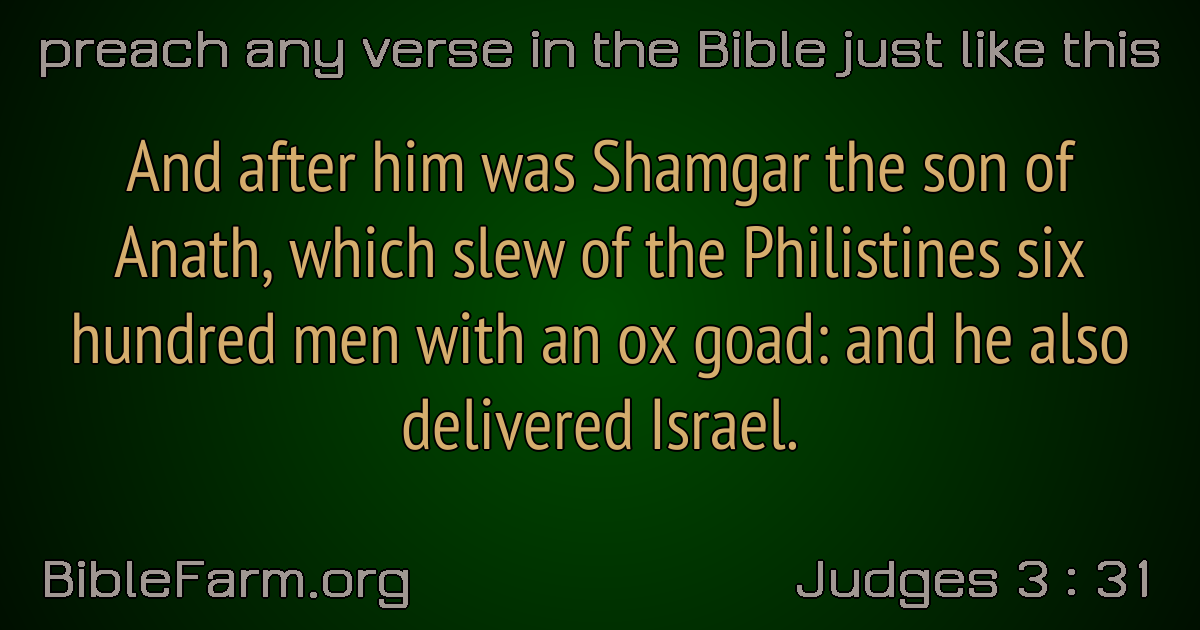 preach any verse in the Bible just like this
And after him was Shamgar the son of
Anath, which slew of the Philistines six
hundred men with an ox goad: and he also
delivered Israel.
BibleFarm.org
Judges 3 : 31